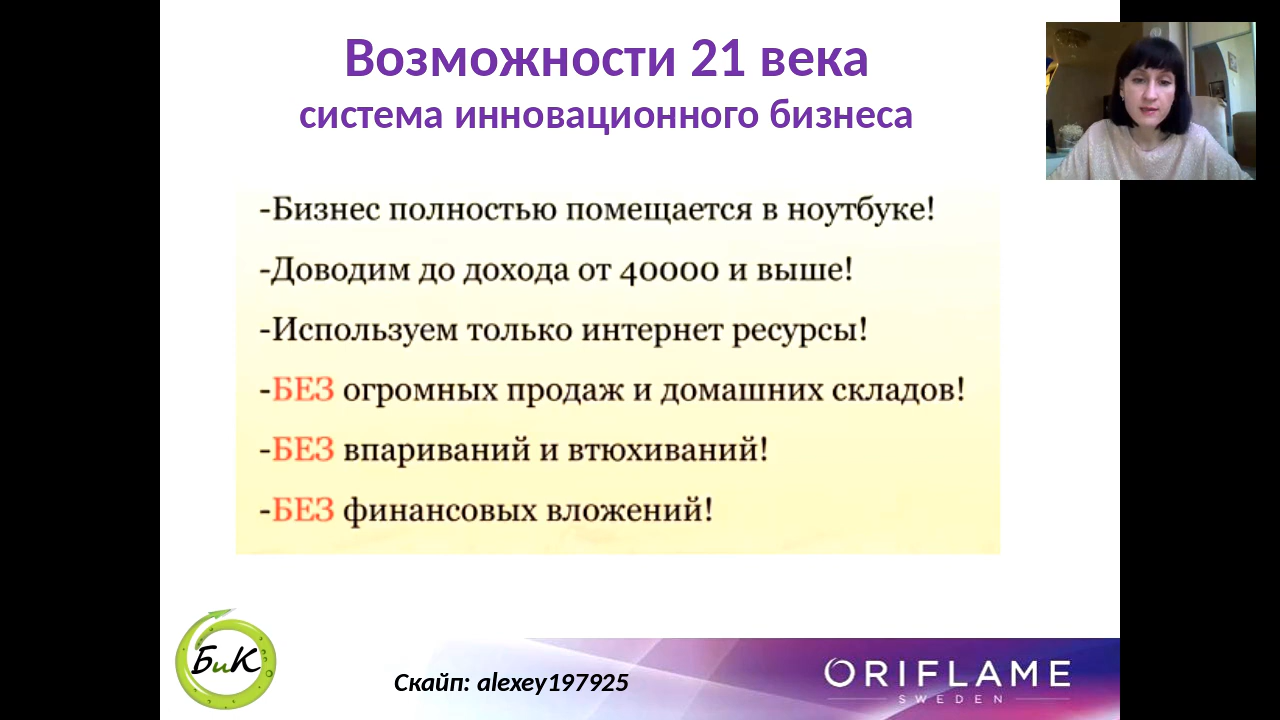 Возможности 21 века
система инновационного бизнеса
-Бизнес полностью помещается в ноутбуке!
-Доводим до дохода от 40000 и выше!
-Используем только интернет ресурсы!
-БЕЗ огромных продаж и домашних складов!
-БЕЗ впариваний и втюхиваний!
-БЕЗ финансовых вложений!
БиК
Скайп: alexey197925
ORIFLAME
SWEDEN